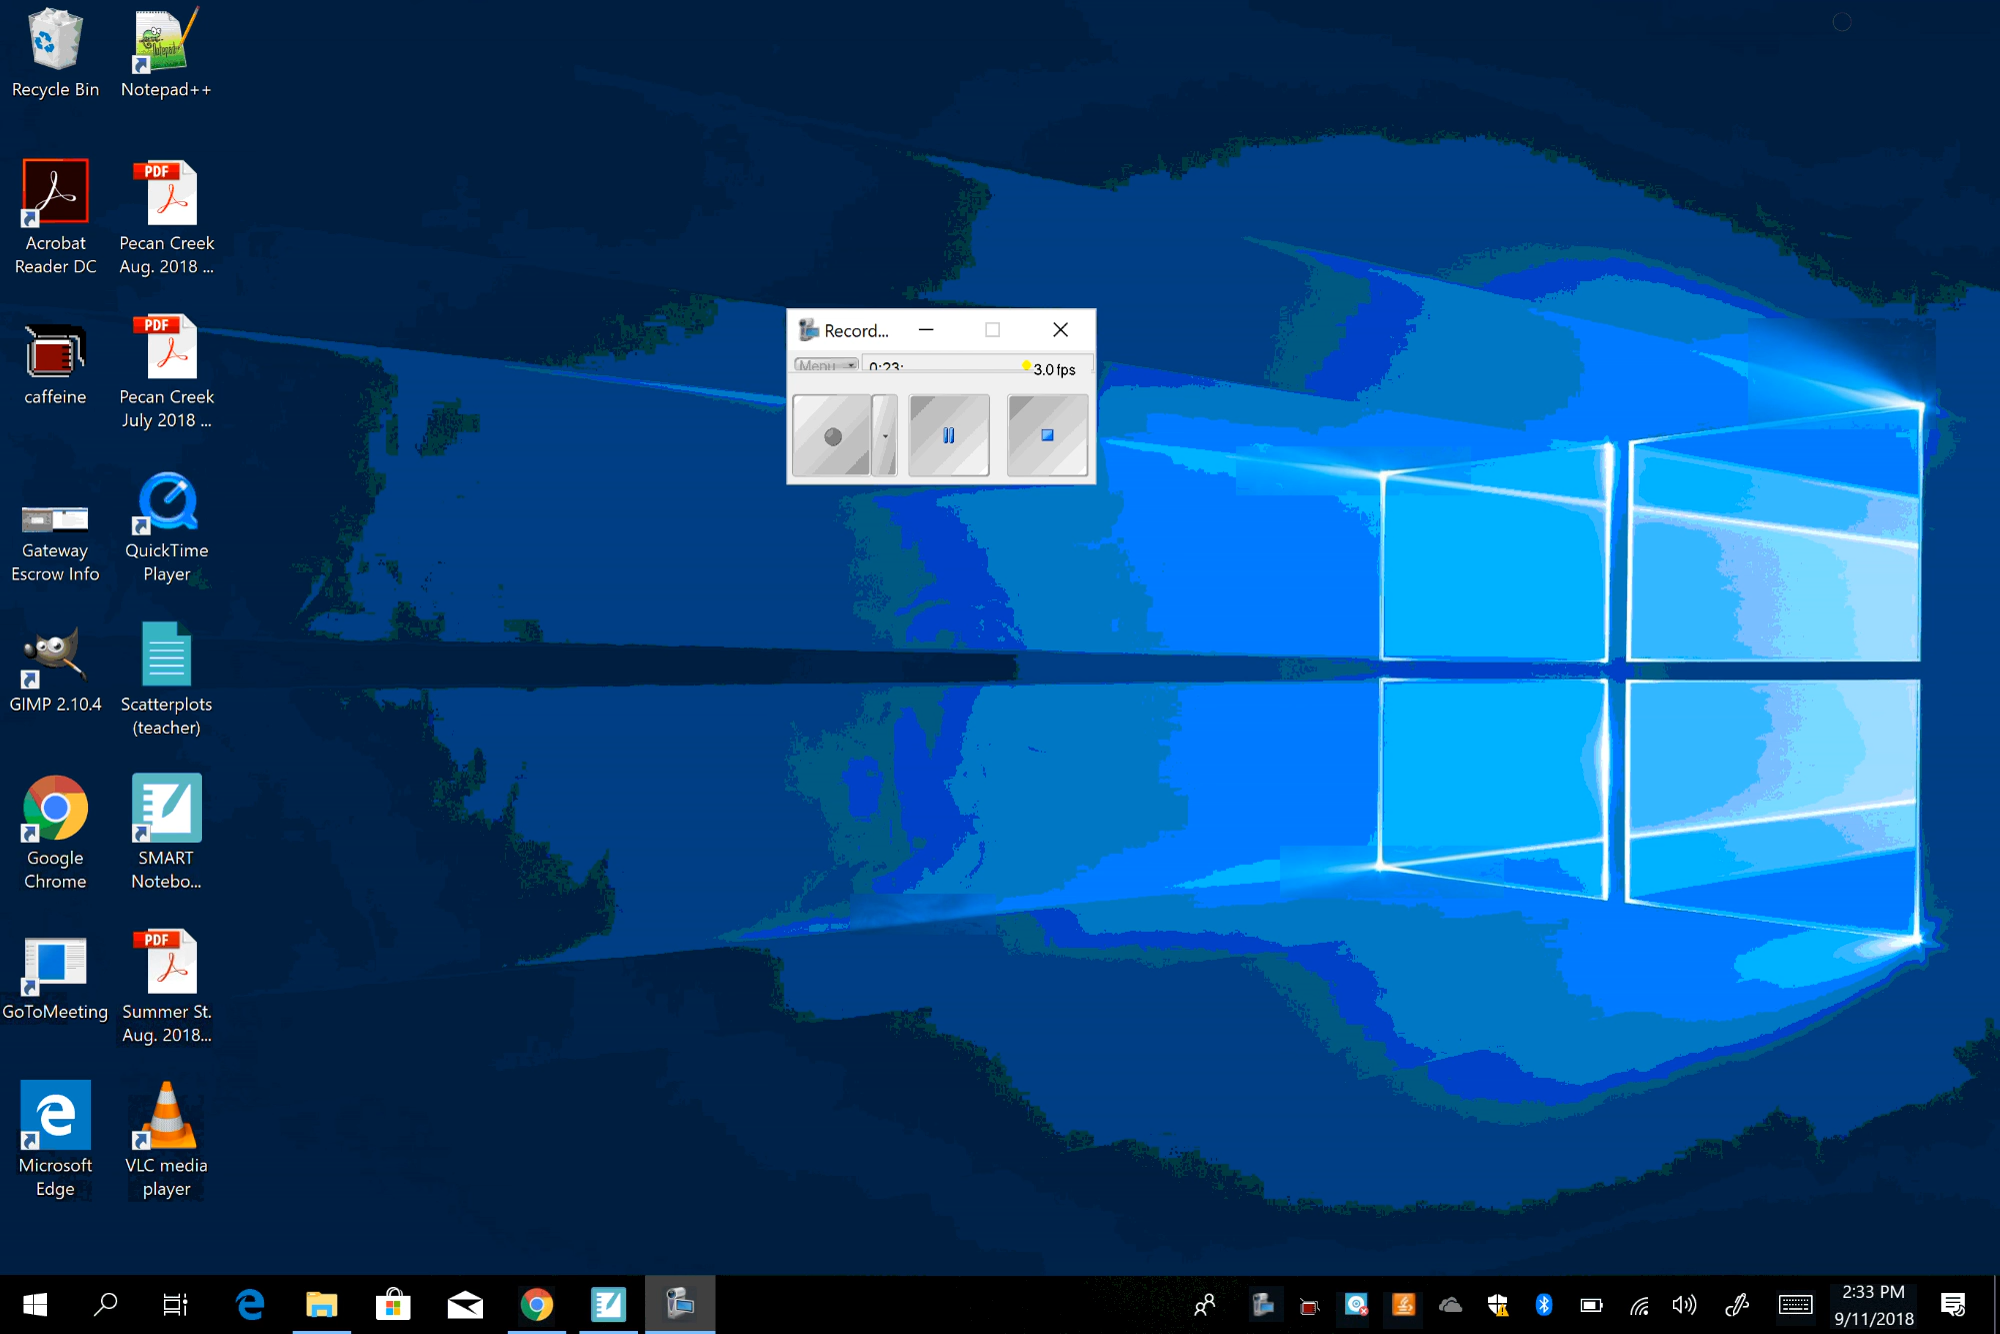 Recycle Bin
Notepad++
Acrobat
Reader DC
PDF
Pecan Creek
Aug. 2018 ...
caffeine
PDF
Pecan Creek
July 2018 ...
Gateway
Escrow Info
QuickTime
Player
GIMP 2.10.4
Scatterplots
(teacher)
Google
Chrome
SMART
Notebo...
GoToMeeting
PDF
Summer St.
Aug. 2018...
Microsoft
Edge
VLC media
player
Record...
Menu
0:23:
3.0 fps
2:33 PM
9/11/2018